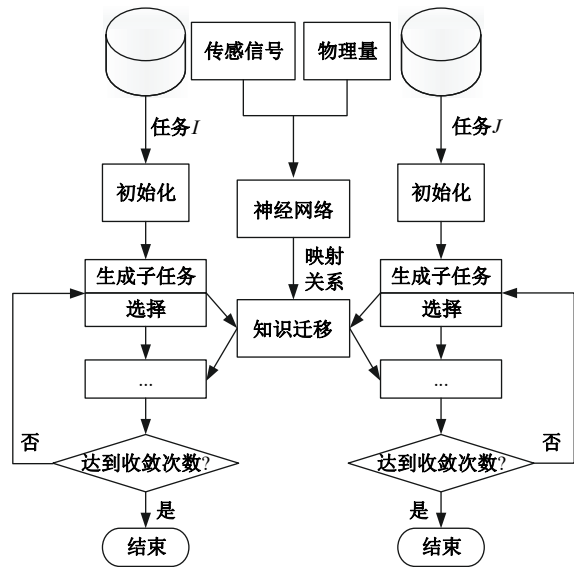 传感信号
物理量
任务I
任务J
初始化
神经网络
初始化
映射
关系
生成子任务
选择
知识迁移
生成子任务
选择
...
...
否
达到收敛次数?
达到收敛次数?
否
是
是
结束
结束